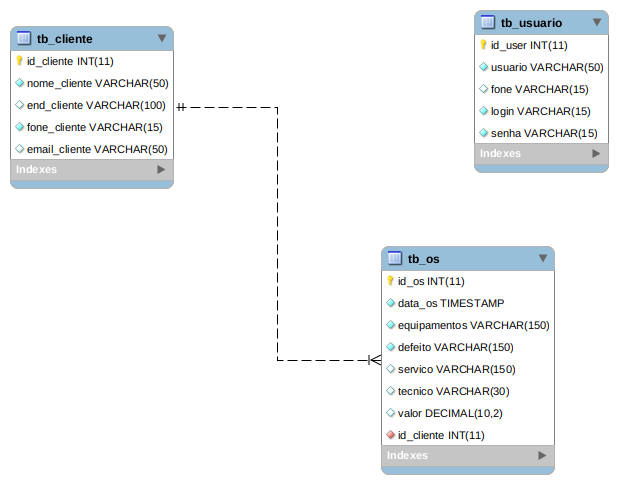 tb_cliente
id_cliente INT(11)
nome_cliente VARCHAR(50)
end_cliente VARCHAR(100)
fone_cliente VARCHAR(15)
email_cliente VARCHAR(50)
Indexes
tb_usuario
id_user INT(11)
usuario VARCHAR(50)
fone VARCHAR(15)
login VARCHAR(15)
senha VARCHAR(15)
Indexes
tb_os
id_os INT(11)
data_os TIMESTAMP
equipamentos VARCHAR(150)
defeito VARCHAR(150)
servico VARCHAR(150)
tecnico VARCHAR(30)
valor DECIMAL(10,2)
id_cliente INT(11)
Indexes